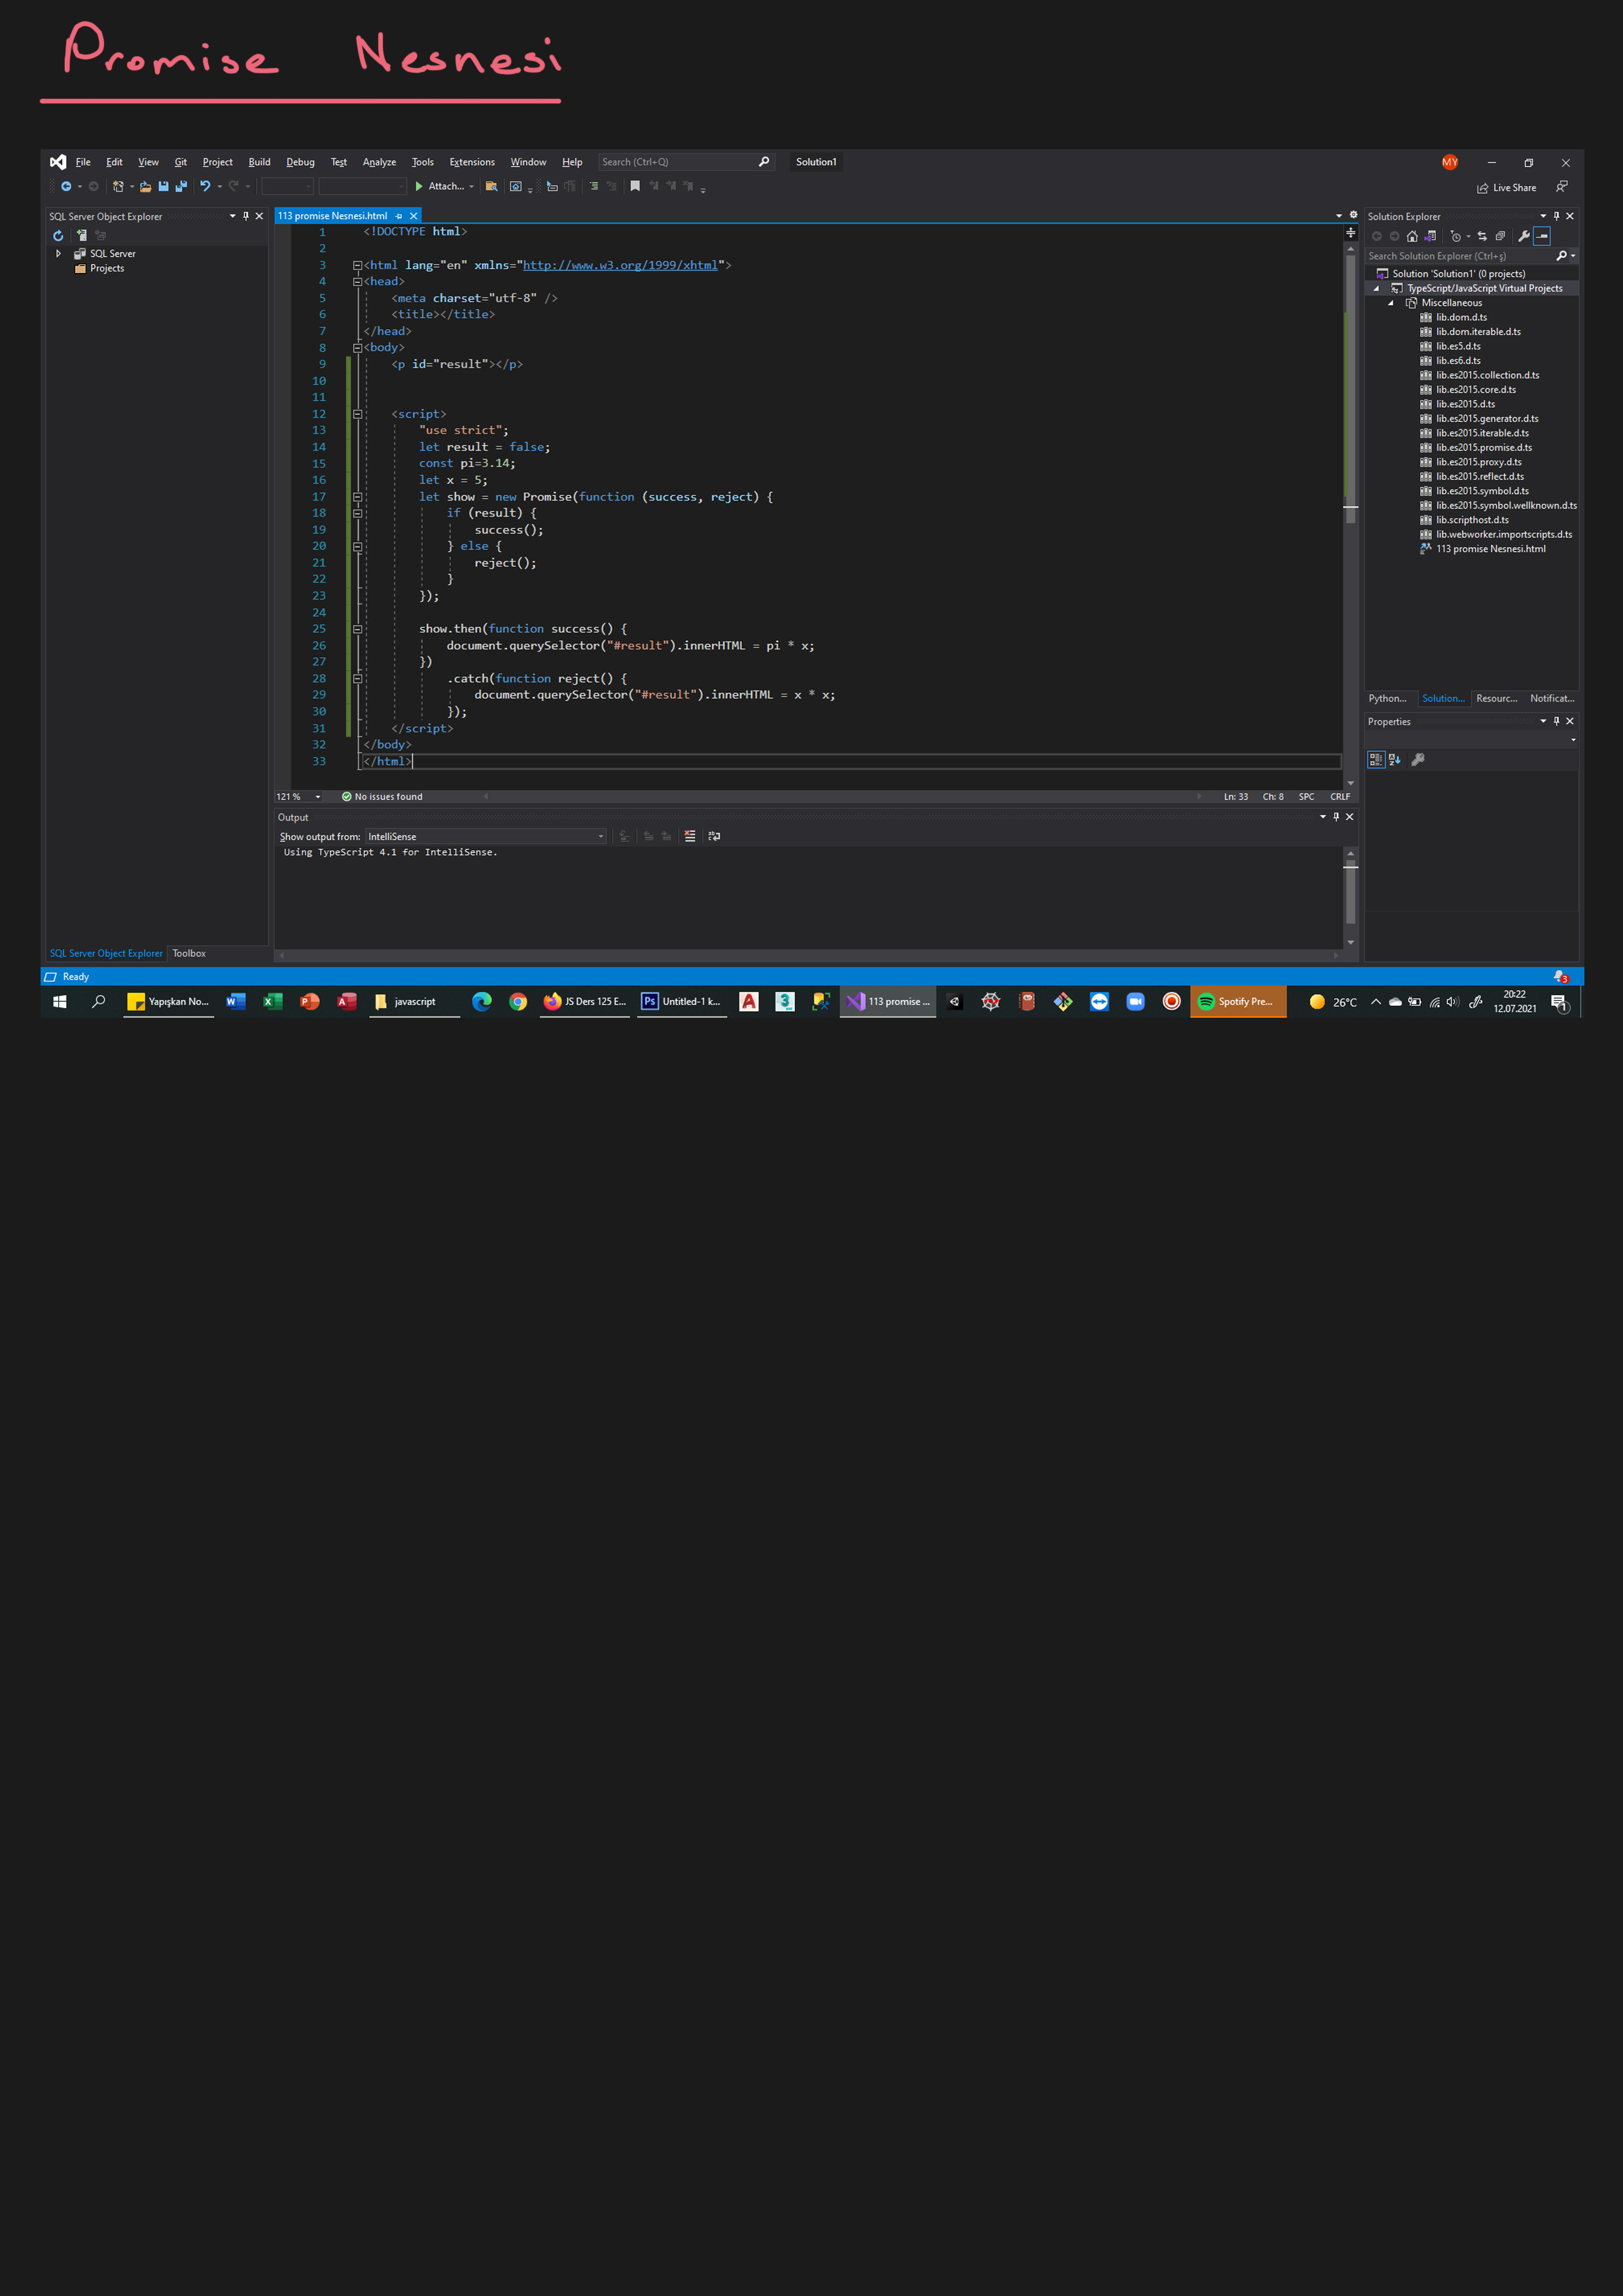 Promise Nesnesi
File Edit View Git Project Build Debug Test Analyze Tools Extensions Window Help Search (Ctrl+Q) Solution1 MY
Attach... Live Share
SQL Server Object Explorer
SQL Server
Projects
SQL Server Object Explorer Toolbox
113 promise Nesnesi.html
1 <!DOCTYPE html>
2
3 <html lang="en" xmlns="http://www.w3.org/1999/xhtml">
4 <head>
5 <meta charset="utf-8" />
6 <title></title>
7 </head>
8 <body>
9 <p id="result"></p>
10
11
12 <script>
13 "use strict";
14 let result = false;
15 const pi=3.14;
16 let x = 5;
17 let show = new Promise(function (success, reject) {
18 if (result) {
19 success();
20 } else {
21 reject();
22 }
23 });
24
25 show.then(function success() {
26 document.querySelector("#result").innerHTML = pi * x;
27 })
28 .catch(function reject() {
29 document.querySelector("#result").innerHTML = x * x;
30 });
31 </script>
32 </body>
33 </html>
121 % No issues found Ln: 33 Ch: 8 SPC CRLF
Output
Show output from: IntelliSense
Using TypeScript 4.1 for IntelliSense.
Solution Explorer
Search Solution Explorer (Ctrl+ş)
Solution 'Solution1' (0 projects)
TypeScript/JavaScript Virtual Projects
Miscellaneous
lib.dom.d.ts
lib.dom.iterable.d.ts
lib.es5.d.ts
lib.es6.d.ts
lib.es2015.collection.d.ts
lib.es2015.core.d.ts
lib.es2015.d.ts
lib.es2015.generator.d.ts
lib.es2015.iterable.d.ts
lib.es2015.promise.d.ts
lib.es2015.proxy.d.ts
lib.es2015.reflect.d.ts
lib.es2015.symbol.d.ts
lib.es2015.symbol.wellknown.d.ts
lib.scripthost.d.ts
lib.webworker.importscripts.d.ts
113 promise Nesnesi.html
Python... Solution... Resourc... Notificat...
Properties
Ready 3
Yapışkan No... javascript JS Ders 125 E... Ps Untitled-1 k... 113 promise ... Spotify Pre... 26°C 20:22
12.07.2021 1